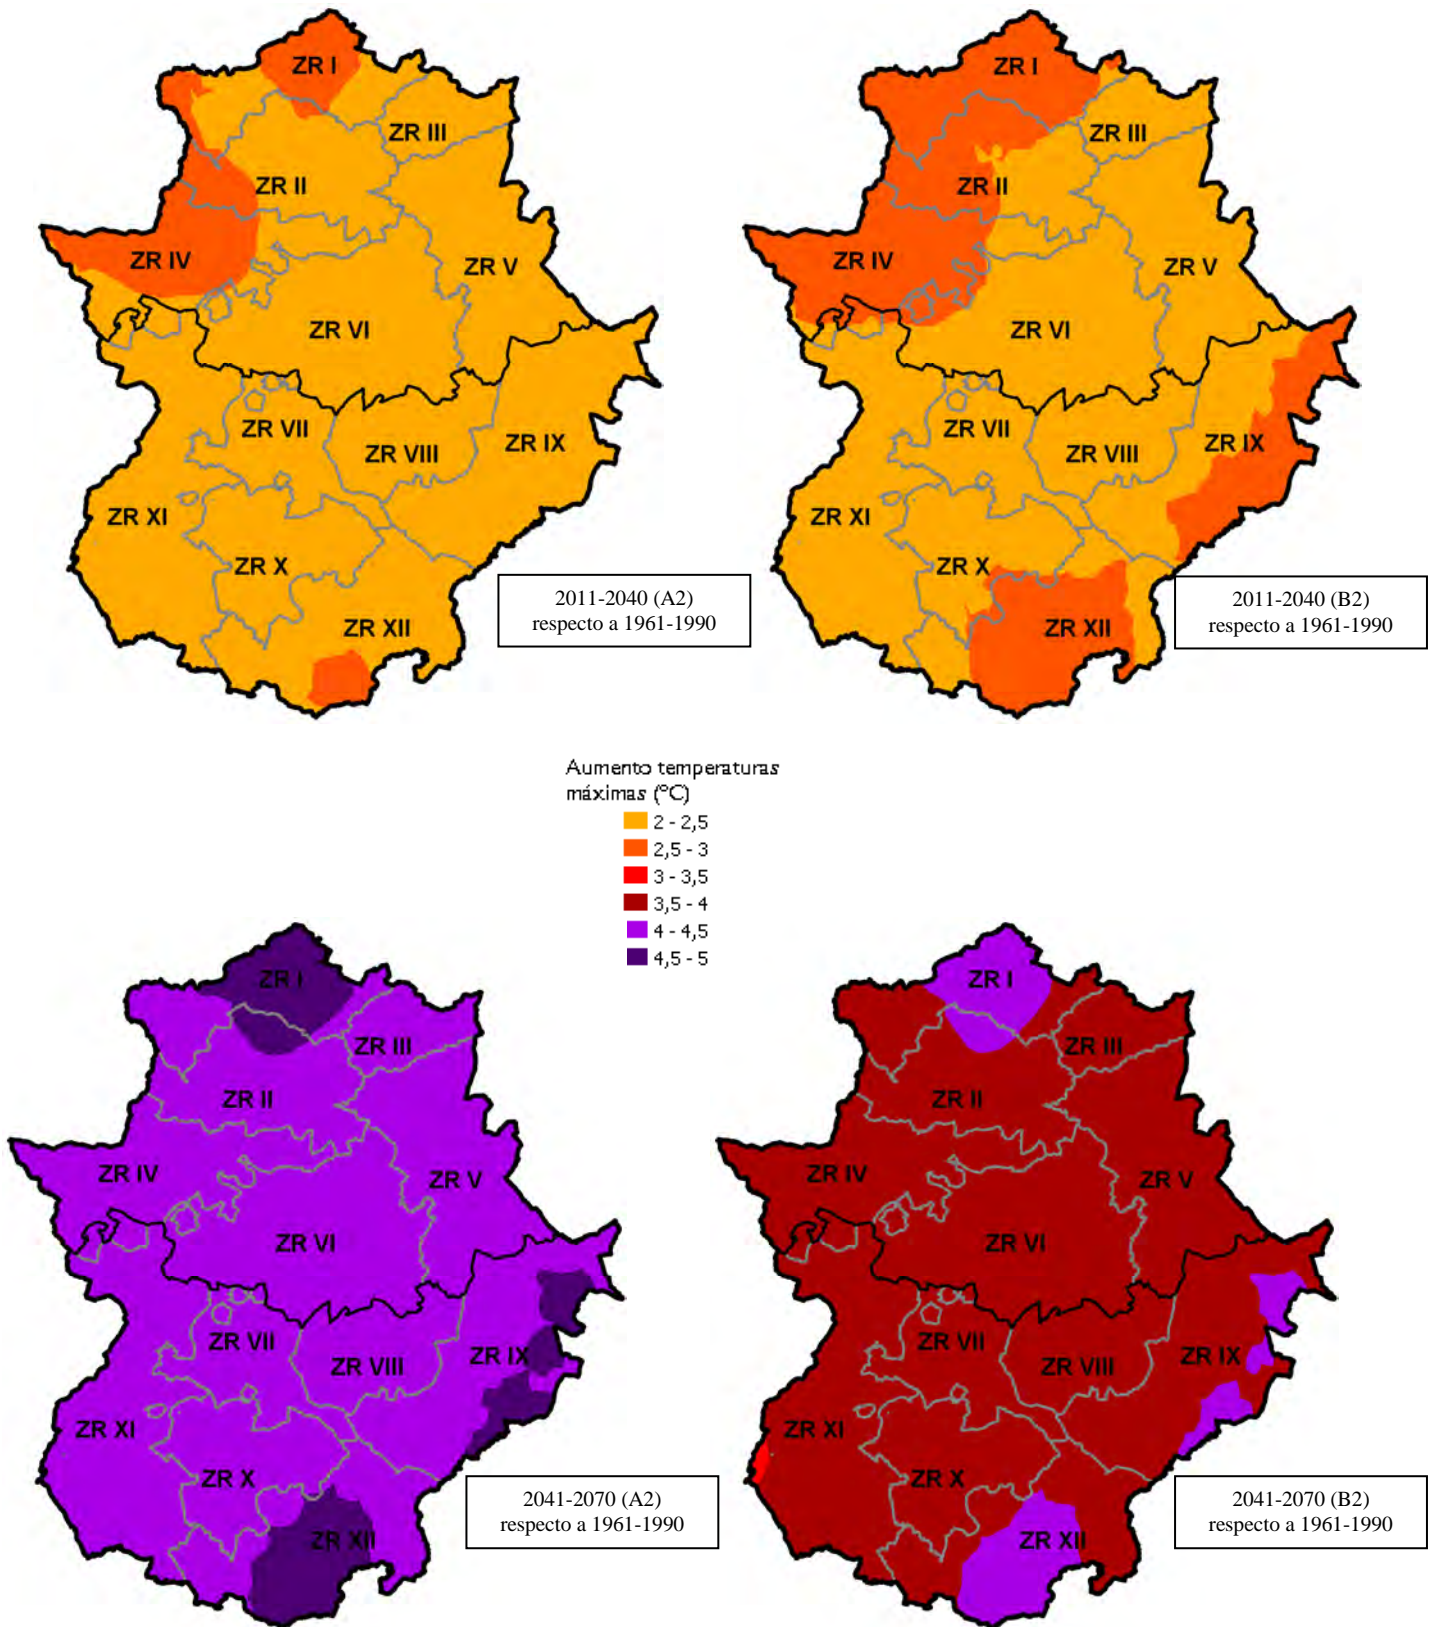 ZR I
ZR III
ZR II
ZR IV
ZR V
ZR VI
ZR VII
ZR VIII
ZR IX
ZR XI
ZR X
ZR XII
2011-2040 (A2)
respecto a 1961-1990
ZR I
ZR III
ZR II
ZR IV
ZR V
ZR VI
ZR VII
ZR VIII
ZR IX
ZR XI
ZR X
ZR XII
2011-2040 (B2)
respecto a 1961-1990
Aumento temperaturas
máximas (°C)
2 - 2,5
2,5 - 3
3 - 3,5
3,5 - 4
4 - 4,5
4,5 - 5
ZR I
ZR III
ZR II
ZR IV
ZR V
ZR VI
ZR VII
ZR VIII
ZR IX
ZR XI
ZR X
ZR XII
2041-2070 (A2)
respecto a 1961-1990
ZR I
ZR III
ZR II
ZR IV
ZR V
ZR VI
ZR VII
ZR VIII
ZR IX
ZR XI
ZR X
ZR XII
2041-2070 (B2)
respecto a 1961-1990